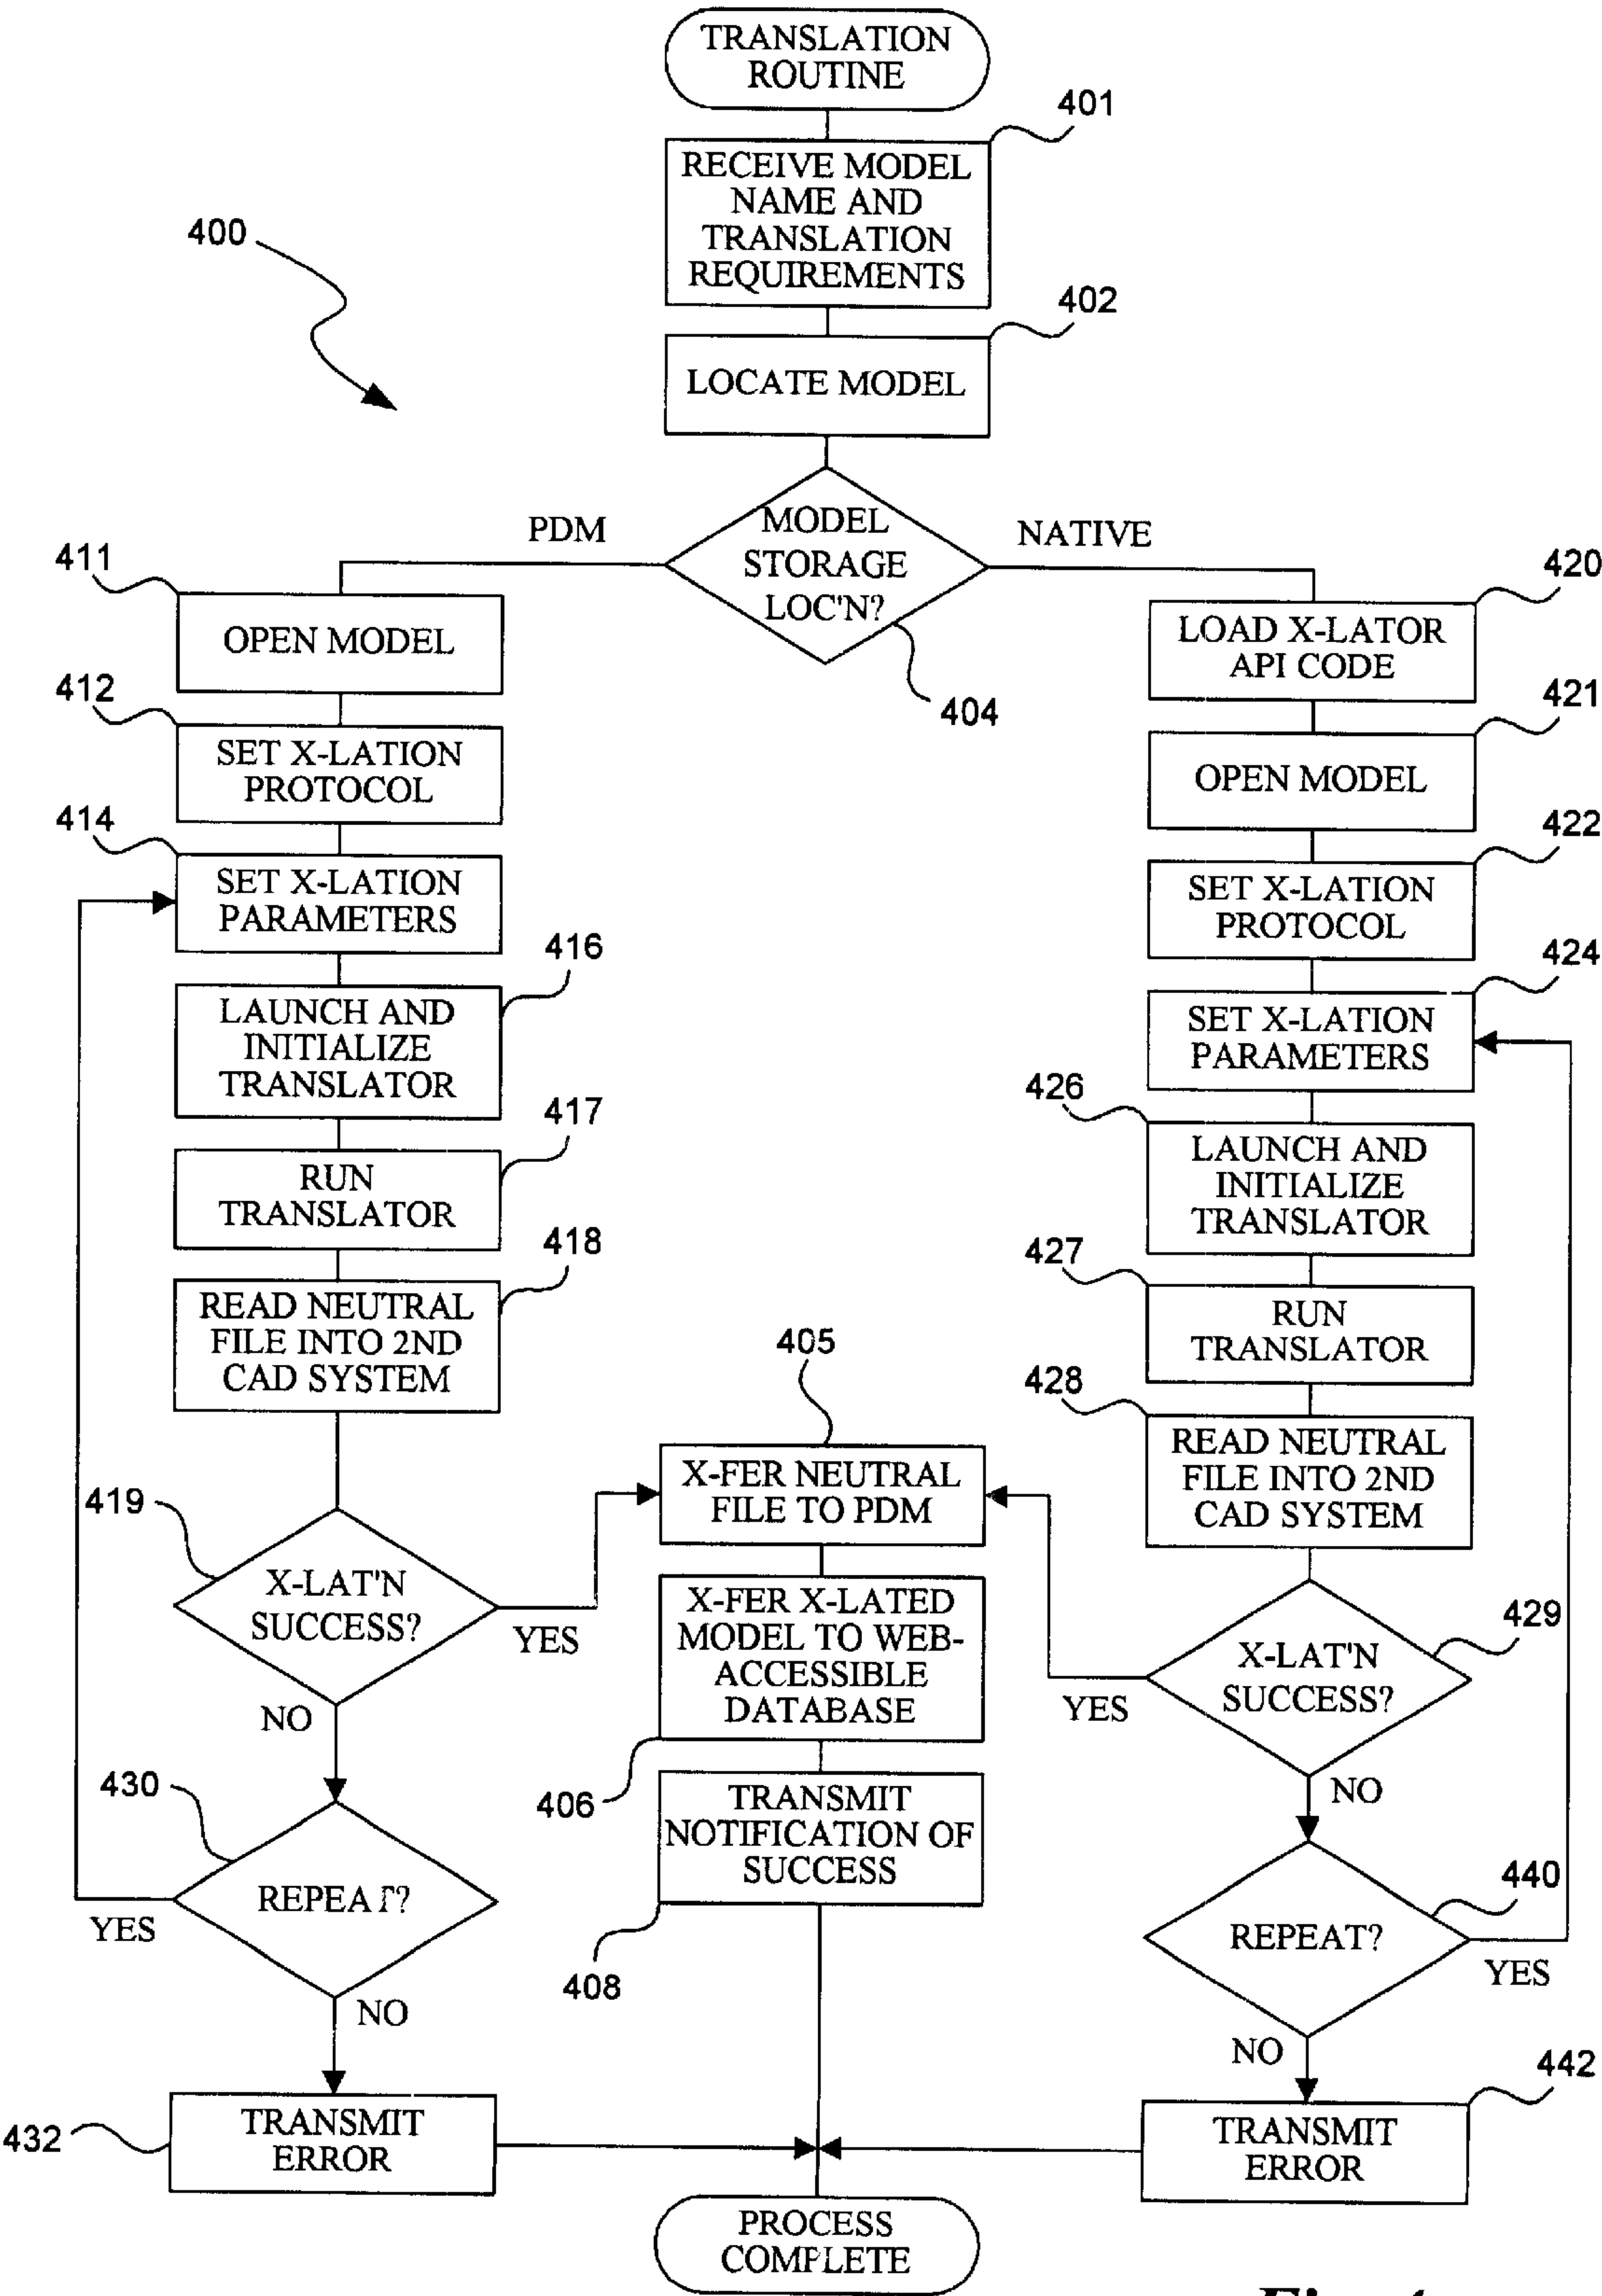 TRANSLATION
ROUTINE
401
RECEIVE MODEL
NAME AND
TRANSLATION
REQUIREMENTS
400
402
LOCATE MODEL
MODEL
STORAGE
LOC'N?
404
PDM
NATIVE
411
OPEN MODEL
412
SET X-LATION
PROTOCOL
414
SET X-LATION
PARAMETERS
416
LAUNCH AND
INITIALIZE
TRANSLATOR
417
RUN
TRANSLATOR
418
READ NEUTRAL
FILE INTO 2ND
CAD SYSTEM
419
X-LAT'N
SUCCESS?
YES
NO
430
REPEAT?
YES
NO
432
TRANSMIT
ERROR
405
X-FER NEUTRAL
FILE TO PDM
X-FER X-LATED
MODEL TO WEB-
ACCESSIBLE
DATABASE
406
TRANSMIT
NOTIFICATION OF
SUCCESS
408
420
LOAD X-LATOR
API CODE
421
OPEN MODEL
422
SET X-LATION
PROTOCOL
424
SET X-LATION
PARAMETERS
426
LAUNCH AND
INITIALIZE
TRANSLATOR
427
RUN
TRANSLATOR
428
READ NEUTRAL
FILE INTO 2ND
CAD SYSTEM
429
X-LAT'N
SUCCESS?
YES
NO
440
REPEAT?
YES
NO
442
TRANSMIT
ERROR
PROCESS
COMPLETE